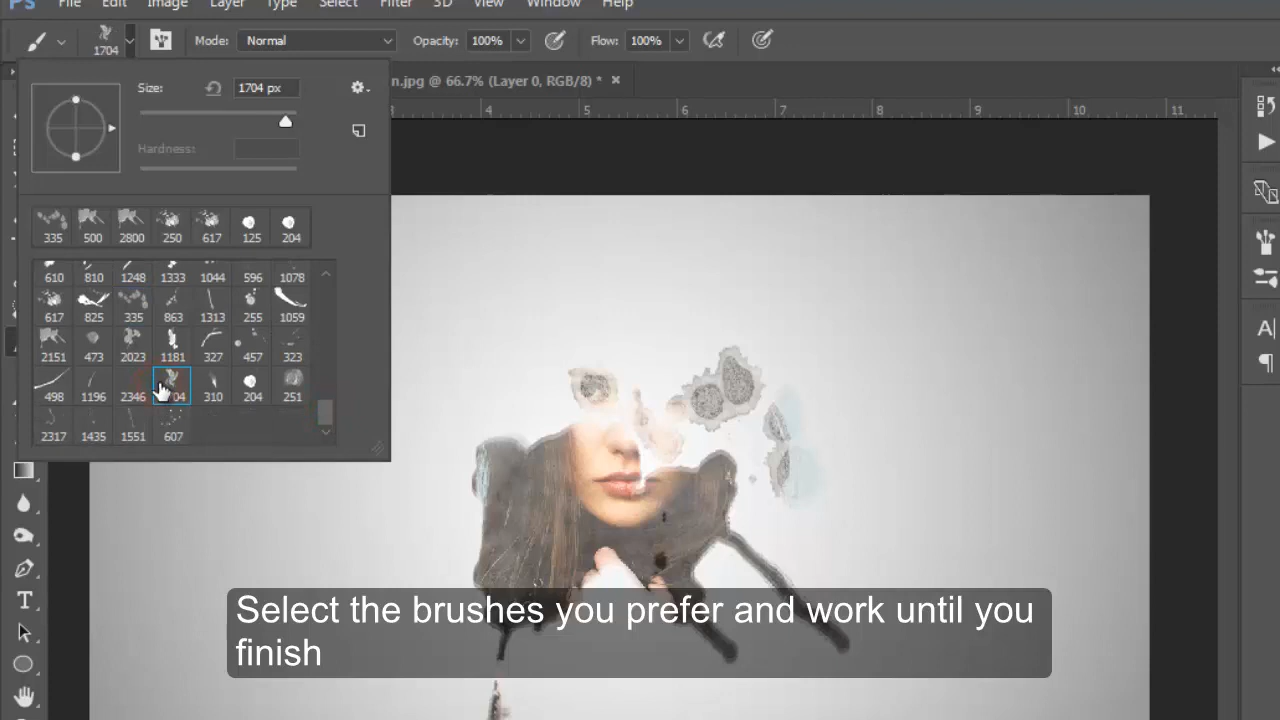 Ps File Edit Image Layer Type Select Filter 3D View Window Help
1704 Mode: Normal Opacity: 100% Flow: 100%
n.jpg @ 66.7% (Layer 0, RGB/8) * ×
Size: 1704 px
3 4 5 6 7 8 9 10 11
Hardness:
335 500 2800 250 617 125 204
610 810 1248 1333 1044 596 1078
617 825 335 863 1313 255 1059
2151 473 2023 1181 327 457 323
498 1196 2346 704 310 204 251
2317 1435 1551 607
Select the brushes you prefer and work until you
finish